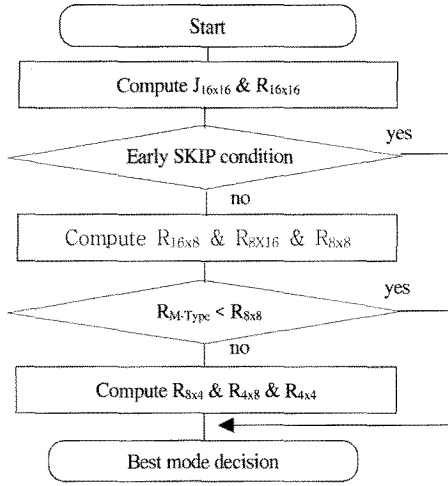 Start
Compute J16x16 & R16x16
yes
Early SKIP condition
no
Compute R16x8 & R8X16 & R8x8
yes
RM-Type < R8x8
no
Compute R8x4 & R4x8 & R4x4
Best mode decision